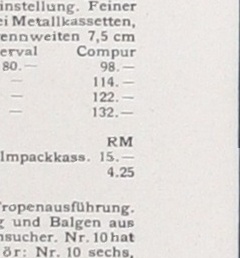 instellung. Feiner
ei Metallkassetten,
ennweiten 7,5 cm
erval Compur
80.— 98.—
— 114.—
— 122.—
— 132.—
RM
lmpackkass. 15.—
4.25
ropenausführung.
g und Balgen aus
nsucher. Nr. 10 hat
ör: Nr. 10 sechs,